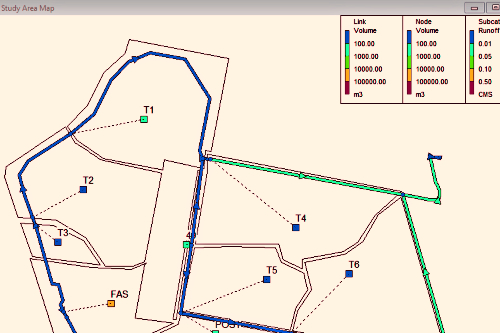 Study Area Map
Link
Volume
100.00
1000.00
10000.00
100000.00
m3
Node
Volume
100.00
1000.00
10000.00
100000.00
m3
Subcat
Runoff
0.01
0.05
0.10
0.50
CMS
T1
T2
T3
T4
4
T5
T6
FAS
POST